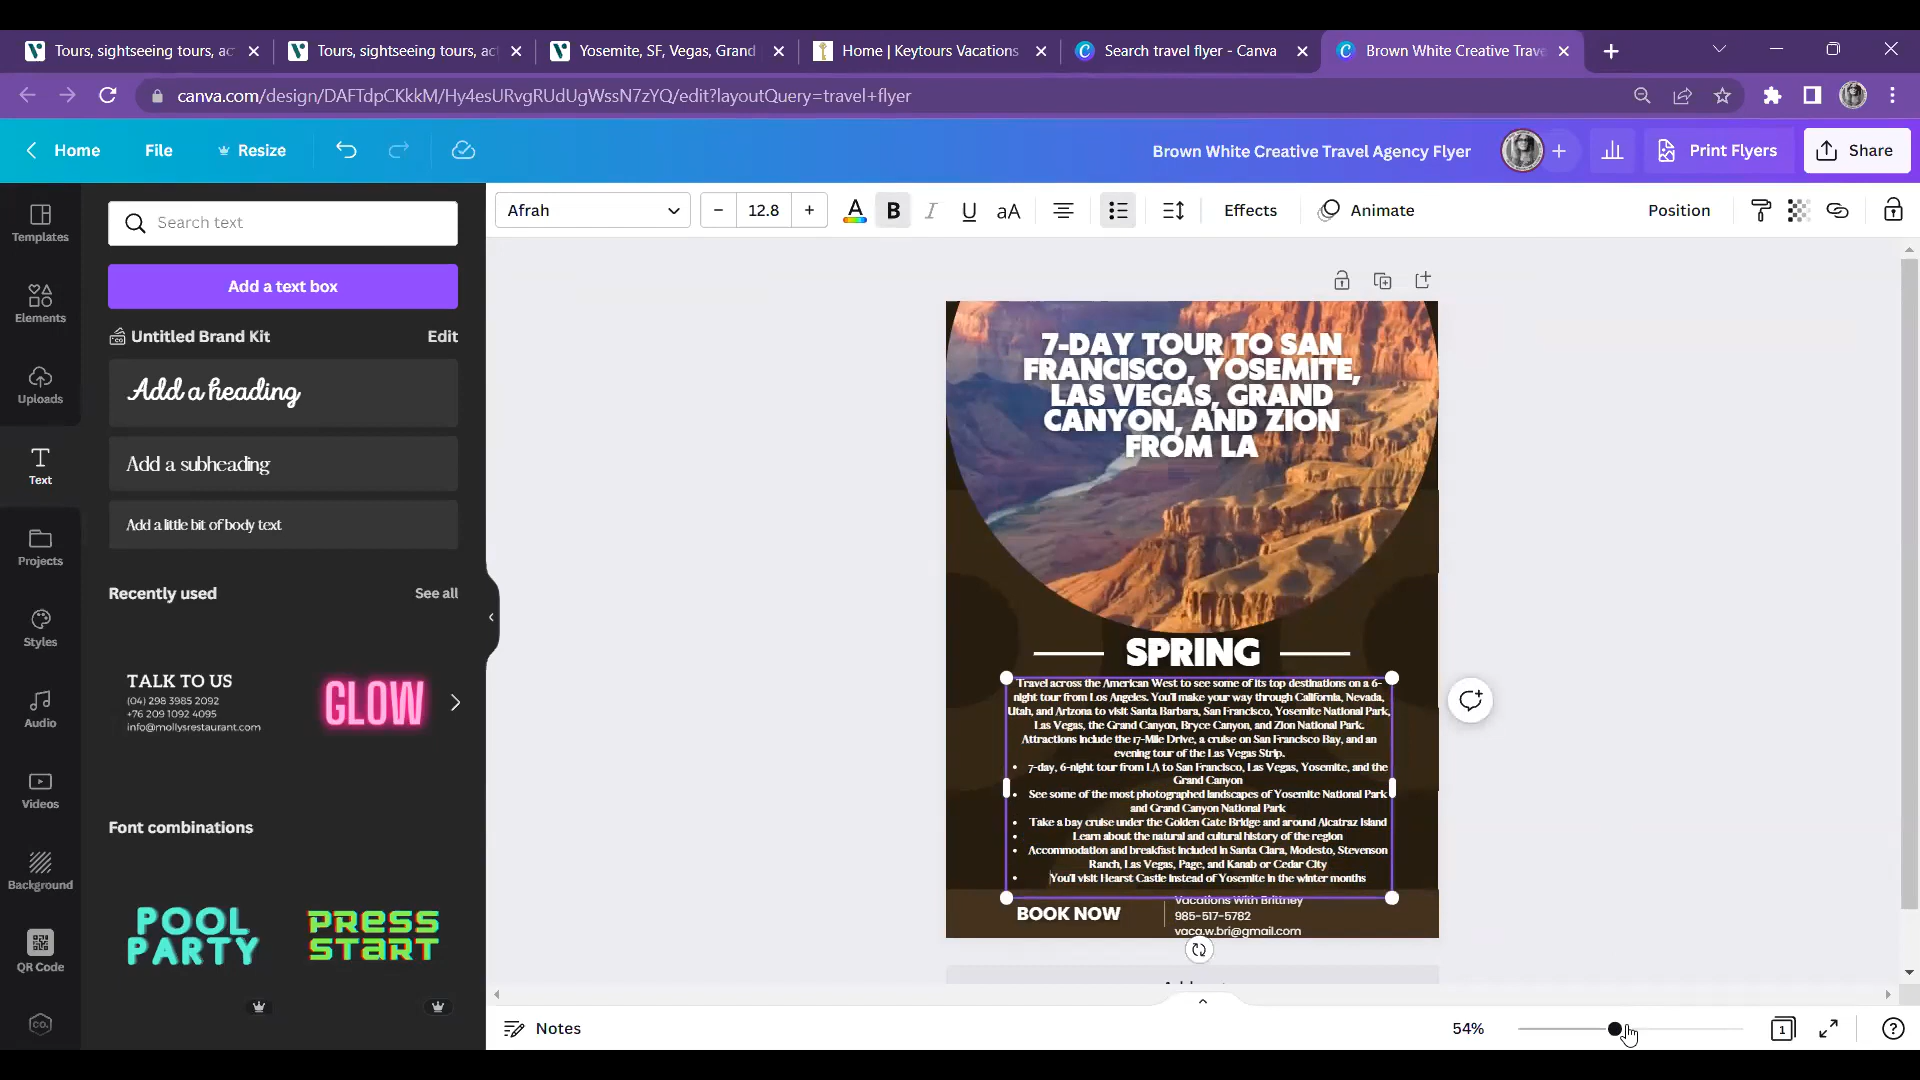 Tours, sightseeing tours, ac
Tours, sightseeing tours, act
Yosemite, SF, Vegas, Grand
Home | Keytours Vacations
Search travel flyer - Canva
Brown White Creative Trave
canva.com/design/DAFTdpCKkkM/Hy4esURvgRUdUgWssN7zYQ/edit?layoutQuery=travel+flyer
Home
File
Resize
Brown White Creative Travel Agency Flyer
Print Flyers
Share
Templates
Elements
Uploads
Text
Projects
Styles
Audio
Videos
Background
QR Code
co.
Search text
Add a text box
Untitled Brand Kit
Edit
Add a heading
Add a subheading
Add a little bit of body text
Recently used
See all
TALK TO US
(04) 298 3985 2092
+76 209 1092 4095
info@mollysrestaurant.com
GLOW
Font combinations
POOL
PARTY
PRESS
START
Afrah
- 12.8 +
A
B
I
U
aA
Effects
Animate
Position
7-DAY TOUR TO SAN
FRANCISCO, YOSEMITE,
LAS VEGAS, GRAND
CANYON, AND ZION
FROM LA
SPRING
Travel across the American West to see some of its top destinations on a 6-
night tour from Los Angeles. You'll make your way through California, Nevada,
Utah, and Arizona to visit Santa Barbara, San Francisco, Yosemite National Park,
Las Vegas, the Grand Canyon, Bryce Canyon, and Zion National Park.
Attractions include the 17-Mile Drive, a cruise on San Francisco Bay, and an
evening tour of the Las Vegas Strip.
• 7-day, 6-night tour from LA to San Francisco, Las Vegas, Yosemite, and the
Grand Canyon
• See some of the most photographed landscapes of Yosemite National Park
and Grand Canyon National Park
• Take a bay cruise under the Golden Gate Bridge and around Alcatraz Island
• Learn about the natural and cultural history of the region
• Accommodation and breakfast included in Santa Clara, Modesto, Stevenson
Ranch, Las Vegas, Page, and Kanab or Cedar City
• You'll visit Hearst Castle instead of Yosemite in the winter months
BOOK NOW
Vacations With Brittney
985-517-5782
vaca.w.bri@gmail.com
Notes
54%
1
?